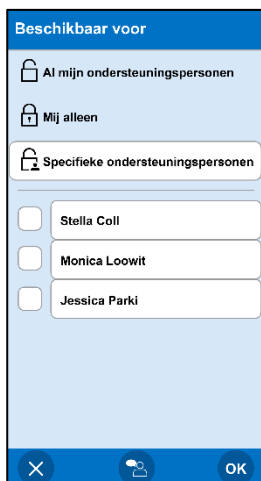 Beschikbaar voor
Al mijn ondersteuningspersonen
Mij alleen
Specifieke ondersteuningspersonen
Stella Coll
Monica Loowit
Jessica Parki
OK